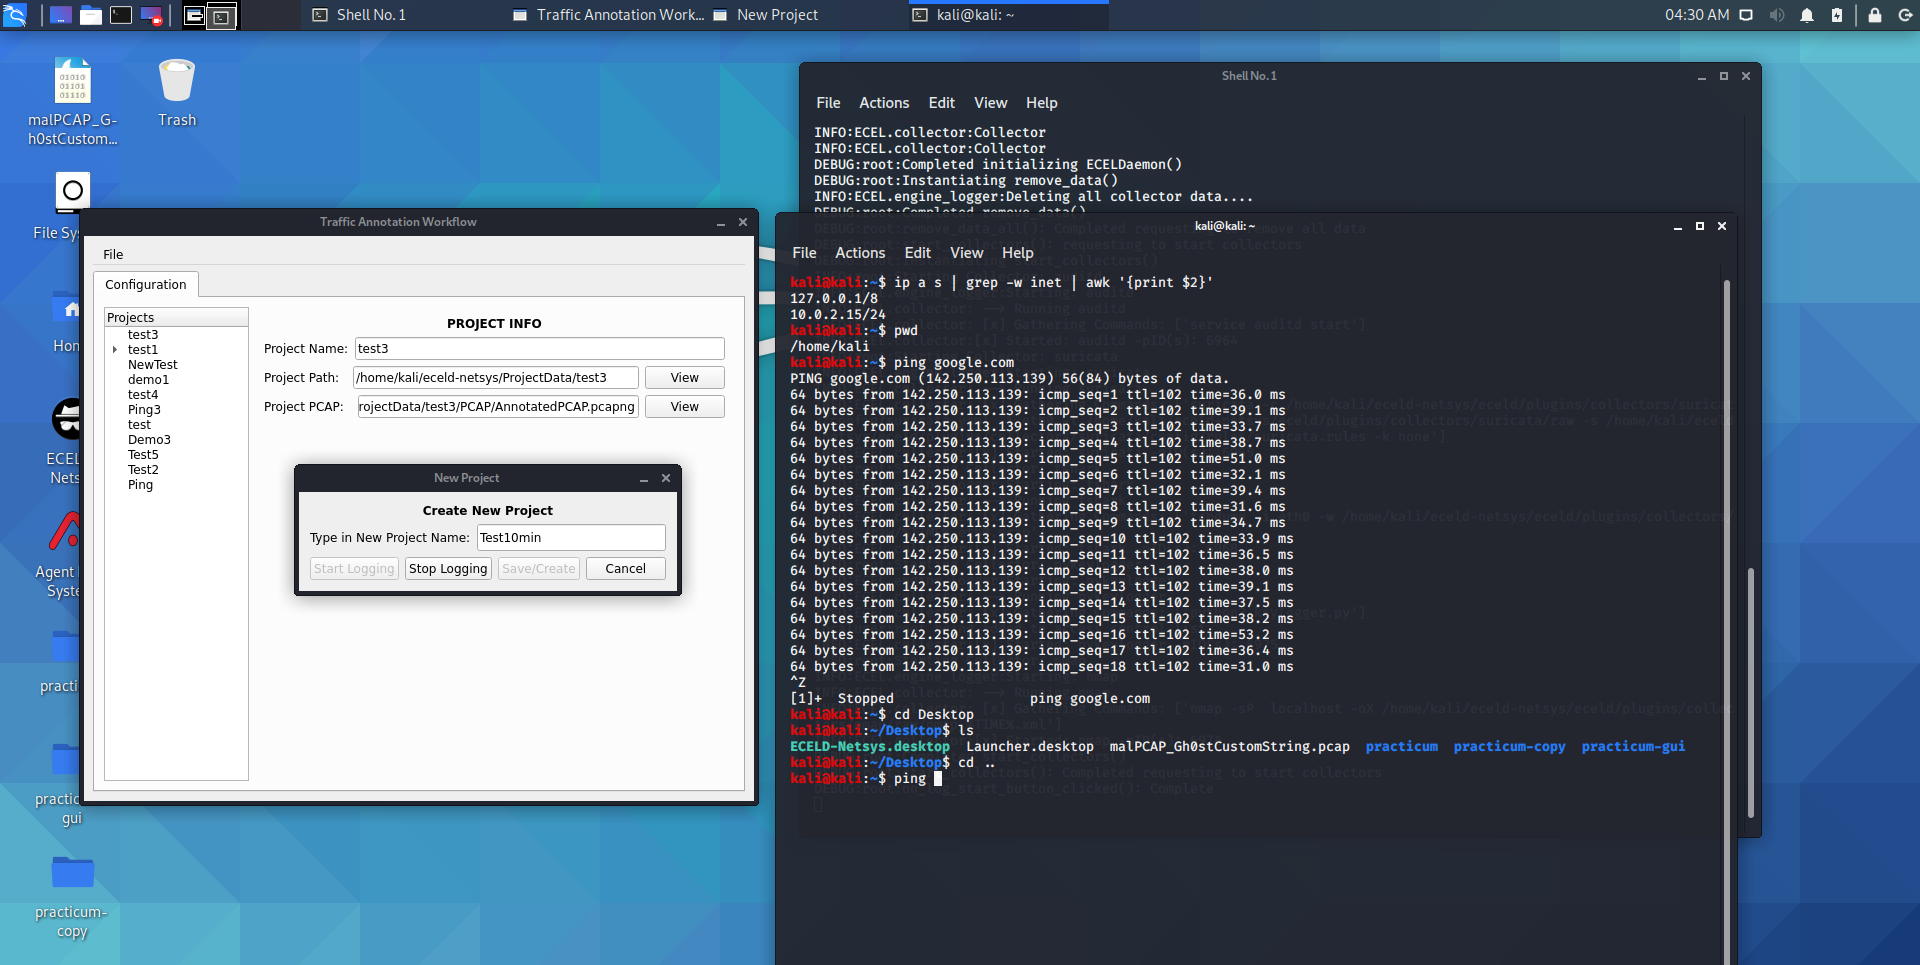 Shell No. 1
Traffic Annotation Work...
New Project
kali@kali: ~
04:30 AM
01010
01101
01110
malPCAP_G-
h0stCustom...
Trash
File Sy
Hom
ECEL
Nets
Agent
Syste
practi
practic
gui
practicum-
copy
Shell No. 1
File Actions Edit View Help
INFO:ECEL.collector:Collector
INFO:ECEL.collector:Collector
DEBUG:root:Completed initializing ECELDaemon()
DEBUG:root:Instantiating remove_data()
INFO:ECEL.engine_logger:Deleting all collector data....
DEBUG:root:Completed remove_data()
Traffic Annotation Workflow
File
Configuration
Projects
test3
test1
NewTest
demo1
test4
Ping3
test
Demo3
Test5
Test2
Ping
PROJECT INFO
Project Name: test3
Project Path: /home/kali/eceld-netsys/ProjectData/test3 View
Project PCAP: rojectData/test3/PCAP/AnnotatedPCAP.pcapng View
New Project
Create New Project
Type in New Project Name: Test10min
Start Logging Stop Logging Save/Create Cancel
kali@kali: ~
File Actions Edit View Help
kali@kali:~$ ip a s | grep -w inet | awk '{print $2}'
127.0.0.1/8
10.0.2.15/24
kali@kali:~$ pwd
/home/kali
kali@kali:~$ ping google.com
PING google.com (142.250.113.139) 56(84) bytes of data.
64 bytes from 142.250.113.139: icmp_seq=1 ttl=102 time=36.0 ms
64 bytes from 142.250.113.139: icmp_seq=2 ttl=102 time=39.1 ms
64 bytes from 142.250.113.139: icmp_seq=3 ttl=102 time=33.7 ms
64 bytes from 142.250.113.139: icmp_seq=4 ttl=102 time=38.7 ms
64 bytes from 142.250.113.139: icmp_seq=5 ttl=102 time=51.0 ms
64 bytes from 142.250.113.139: icmp_seq=6 ttl=102 time=32.1 ms
64 bytes from 142.250.113.139: icmp_seq=7 ttl=102 time=39.4 ms
64 bytes from 142.250.113.139: icmp_seq=8 ttl=102 time=31.6 ms
64 bytes from 142.250.113.139: icmp_seq=9 ttl=102 time=34.7 ms
64 bytes from 142.250.113.139: icmp_seq=10 ttl=102 time=33.9 ms
64 bytes from 142.250.113.139: icmp_seq=11 ttl=102 time=36.5 ms
64 bytes from 142.250.113.139: icmp_seq=12 ttl=102 time=38.0 ms
64 bytes from 142.250.113.139: icmp_seq=13 ttl=102 time=39.1 ms
64 bytes from 142.250.113.139: icmp_seq=14 ttl=102 time=37.5 ms
64 bytes from 142.250.113.139: icmp_seq=15 ttl=102 time=38.2 ms
64 bytes from 142.250.113.139: icmp_seq=16 ttl=102 time=53.2 ms
64 bytes from 142.250.113.139: icmp_seq=17 ttl=102 time=36.4 ms
64 bytes from 142.250.113.139: icmp_seq=18 ttl=102 time=31.0 ms
^Z
[1]+ Stopped ping google.com
kali@kali:~$ cd Desktop
kali@kali:~/Desktop$ ls
ECELD-Netsys.desktop Launcher.desktop malPCAP_Gh0stCustomString.pcap practicum practicum-copy practicum-gui
kali@kali:~/Desktop$ cd ..
kali@kali:~$ ping